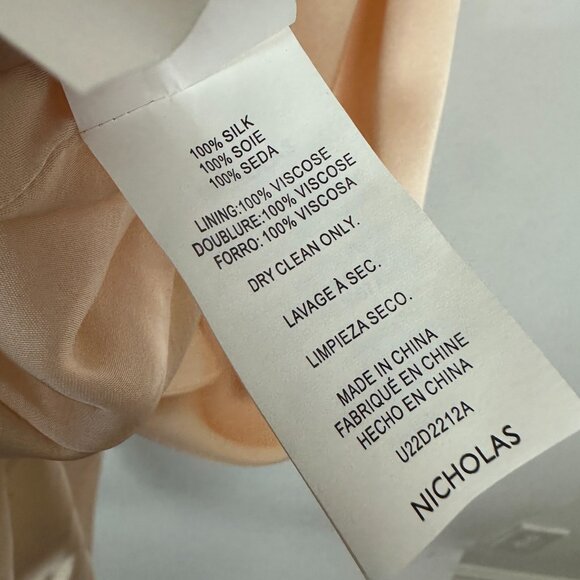 100% SILK
100% SOIE
100% SEDA
LINING:100% VISCOSE
DOUBLURE:100% VISCOSE
FORRO:100% VISCOSA
DRY CLEAN ONLY.
LAVAGE À SEC.
LIMPIEZA SECO.
MADE IN CHINA
FABRIQUÉ EN CHINE
HECHO EN CHINA
U22D2212A
NICHOLAS